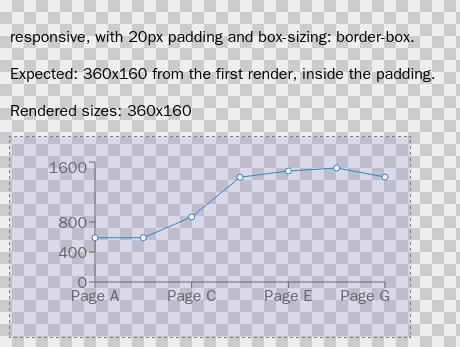 responsive, with 20px padding and box-sizing: border-box.
Expected: 360x160 from the first render, inside the padding.
Rendered sizes: 360x160
1600
800
400
0
Page A Page C Page E Page G